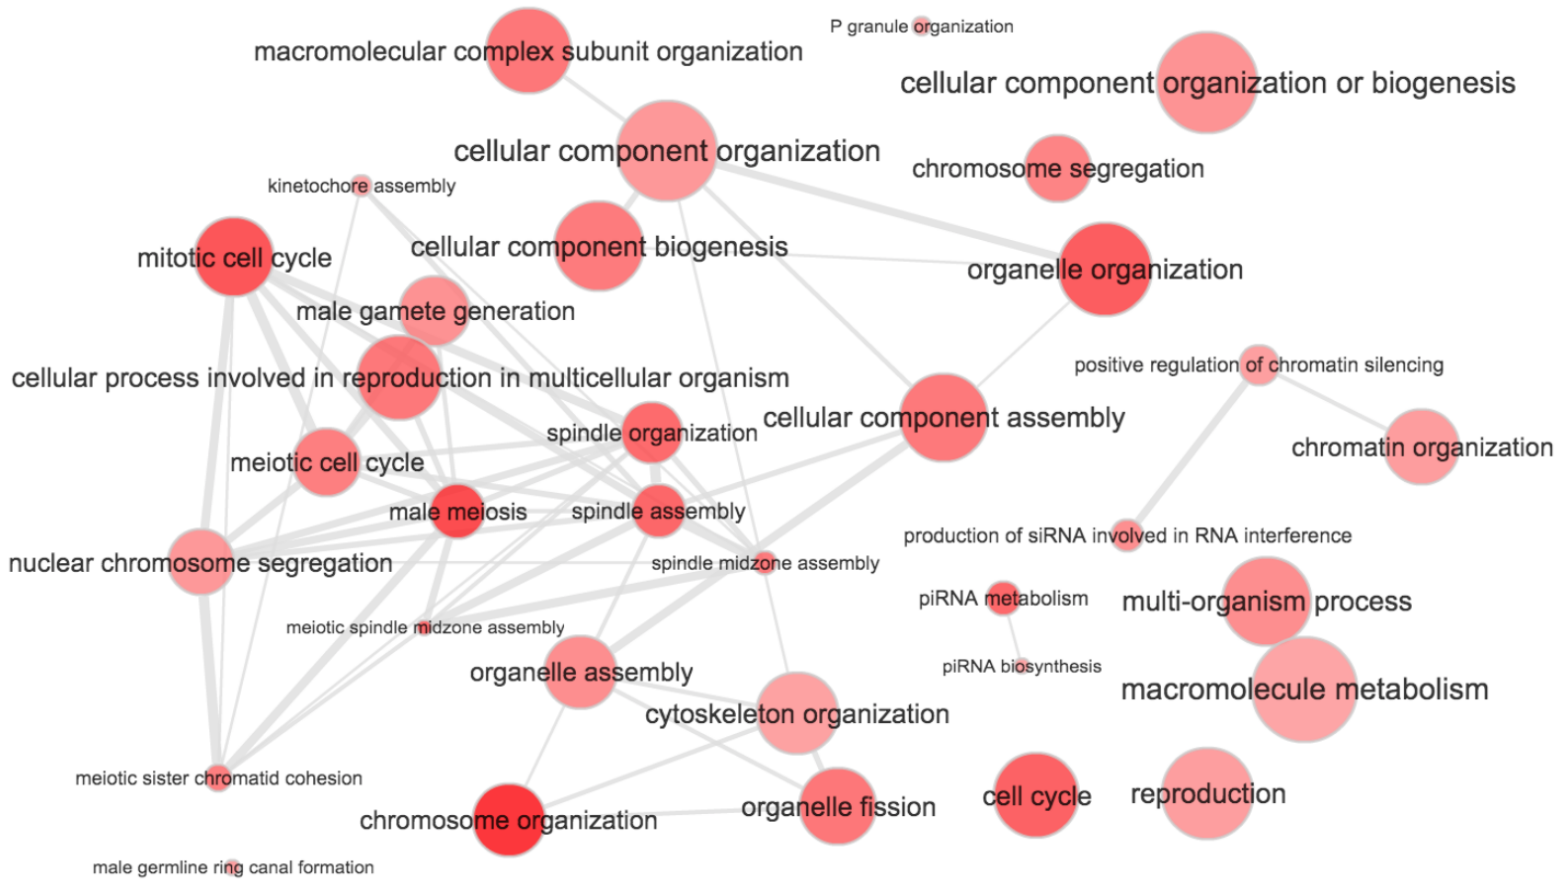 P granule organization
macromolecular complex subunit organization
cellular component organization or biogenesis
cellular component organization
chromosome segregation
kinetochore assembly
cellular component biogenesis
mitotic cell cycle
organelle organization
male gamete generation
positive regulation of chromatin silencing
cellular process involved in reproduction in multicellular organism
cellular component assembly
spindle organization
chromatin organization
meiotic cell cycle
male meiosis
spindle assembly
production of siRNA involved in RNA interference
nuclear chromosome segregation
spindle midzone assembly
piRNA metabolism
multi-organism process
meiotic spindle midzone assembly
piRNA biosynthesis
organelle assembly
macromolecule metabolism
cytoskeleton organization
meiotic sister chromatid cohesion
cell cycle
reproduction
organelle fission
chromosome organization
male germline ring canal formation